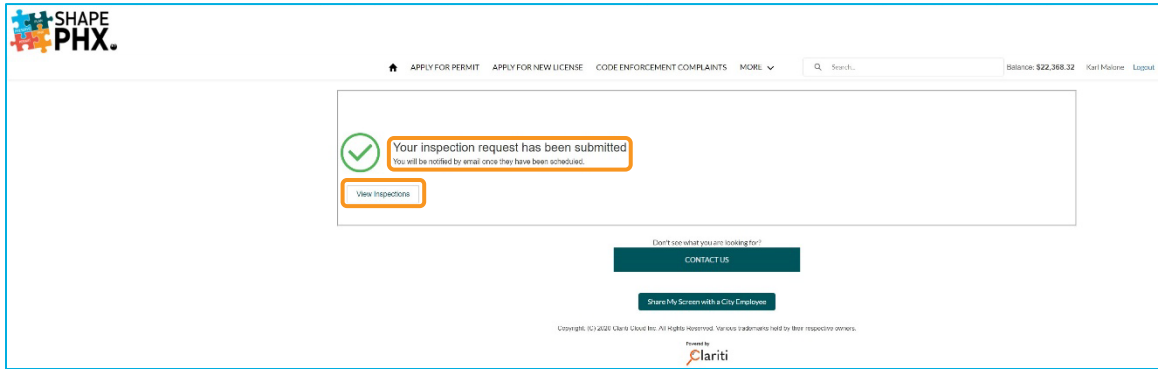 SHAPE
PHX.
APPLY FOR PERMIT APPLY FOR NEW LICENSE CODE ENFORCEMENT COMPLAINTS MORE Search... Balance: $22,368.32 Karl Malone Logout
Your inspection request has been submitted
You will be notified by email once they have been scheduled.
View Inspections
Don't see what you are looking for?
CONTACT US
Share My Screen with a City Employee
Copyright. (C) 2020 Clariti Cloud Inc. All Rights Reserved. Various trademarks held by their respective owners.
Powered by
Clariti